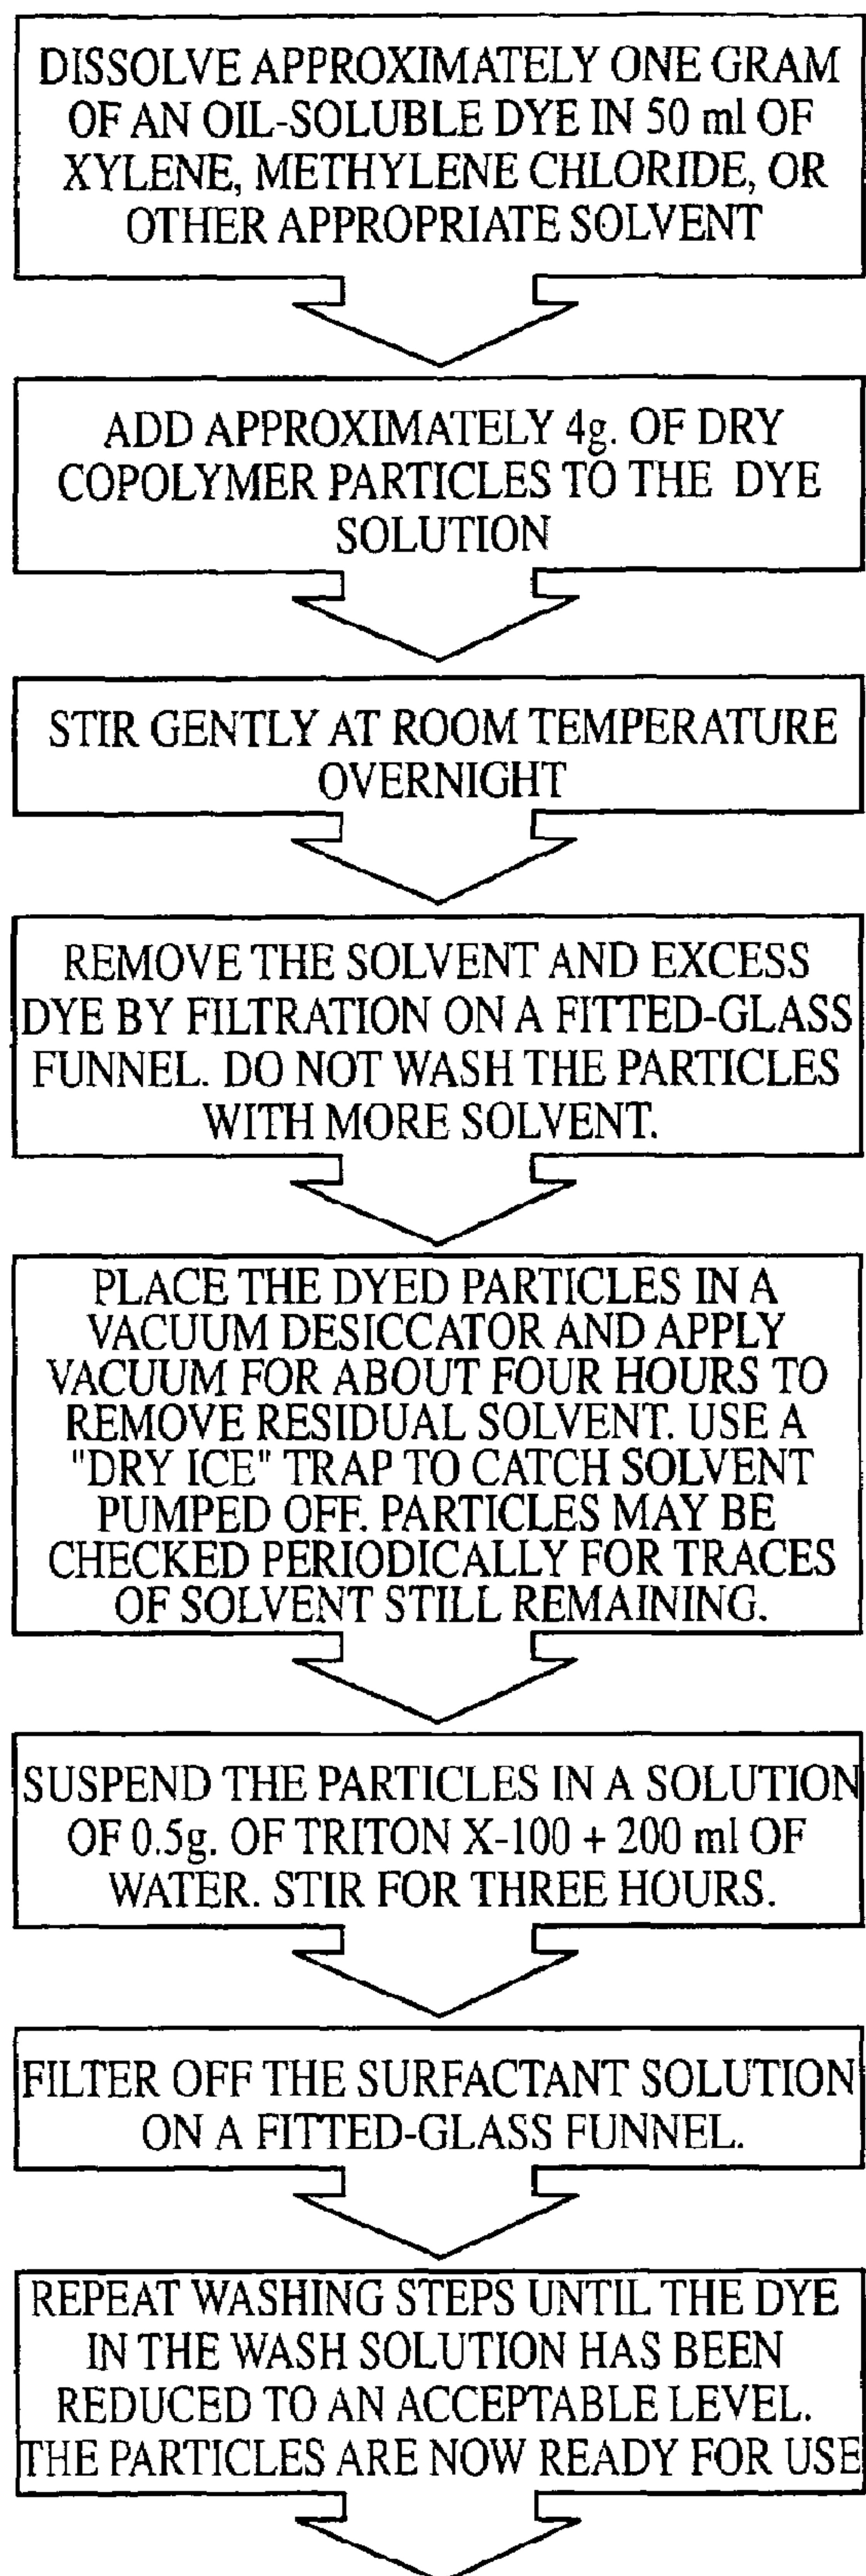 DISSOLVE APPROXIMATELY ONE GRAM
OF AN OIL-SOLUBLE DYE IN 50 ml OF
XYLENE, METHYLENE CHLORIDE, OR
OTHER APPROPRIATE SOLVENT
ADD APPROXIMATELY 4g. OF DRY
COPOLYMER PARTICLES TO THE DYE
SOLUTION
STIR GENTLY AT ROOM TEMPERATURE
OVERNIGHT
REMOVE THE SOLVENT AND EXCESS
DYE BY FILTRATION ON A FITTED-GLASS
FUNNEL. DO NOT WASH THE PARTICLES
WITH MORE SOLVENT.
PLACE THE DYED PARTICLES IN A
VACUUM DESICCATOR AND APPLY
VACUUM FOR ABOUT FOUR HOURS TO
REMOVE RESIDUAL SOLVENT. USE A
"DRY ICE" TRAP TO CATCH SOLVENT
PUMPED OFF. PARTICLES MAY BE
CHECKED PERIODICALLY FOR TRACES
OF SOLVENT STILL REMAINING.
SUSPEND THE PARTICLES IN A SOLUTION
OF 0.5g. OF TRITON X-100 + 200 ml OF
WATER. STIR FOR THREE HOURS.
FILTER OFF THE SURFACTANT SOLUTION
ON A FITTED-GLASS FUNNEL.
REPEAT WASHING STEPS UNTIL THE DYE
IN THE WASH SOLUTION HAS BEEN
REDUCED TO AN ACCEPTABLE LEVEL.
THE PARTICLES ARE NOW READY FOR USE